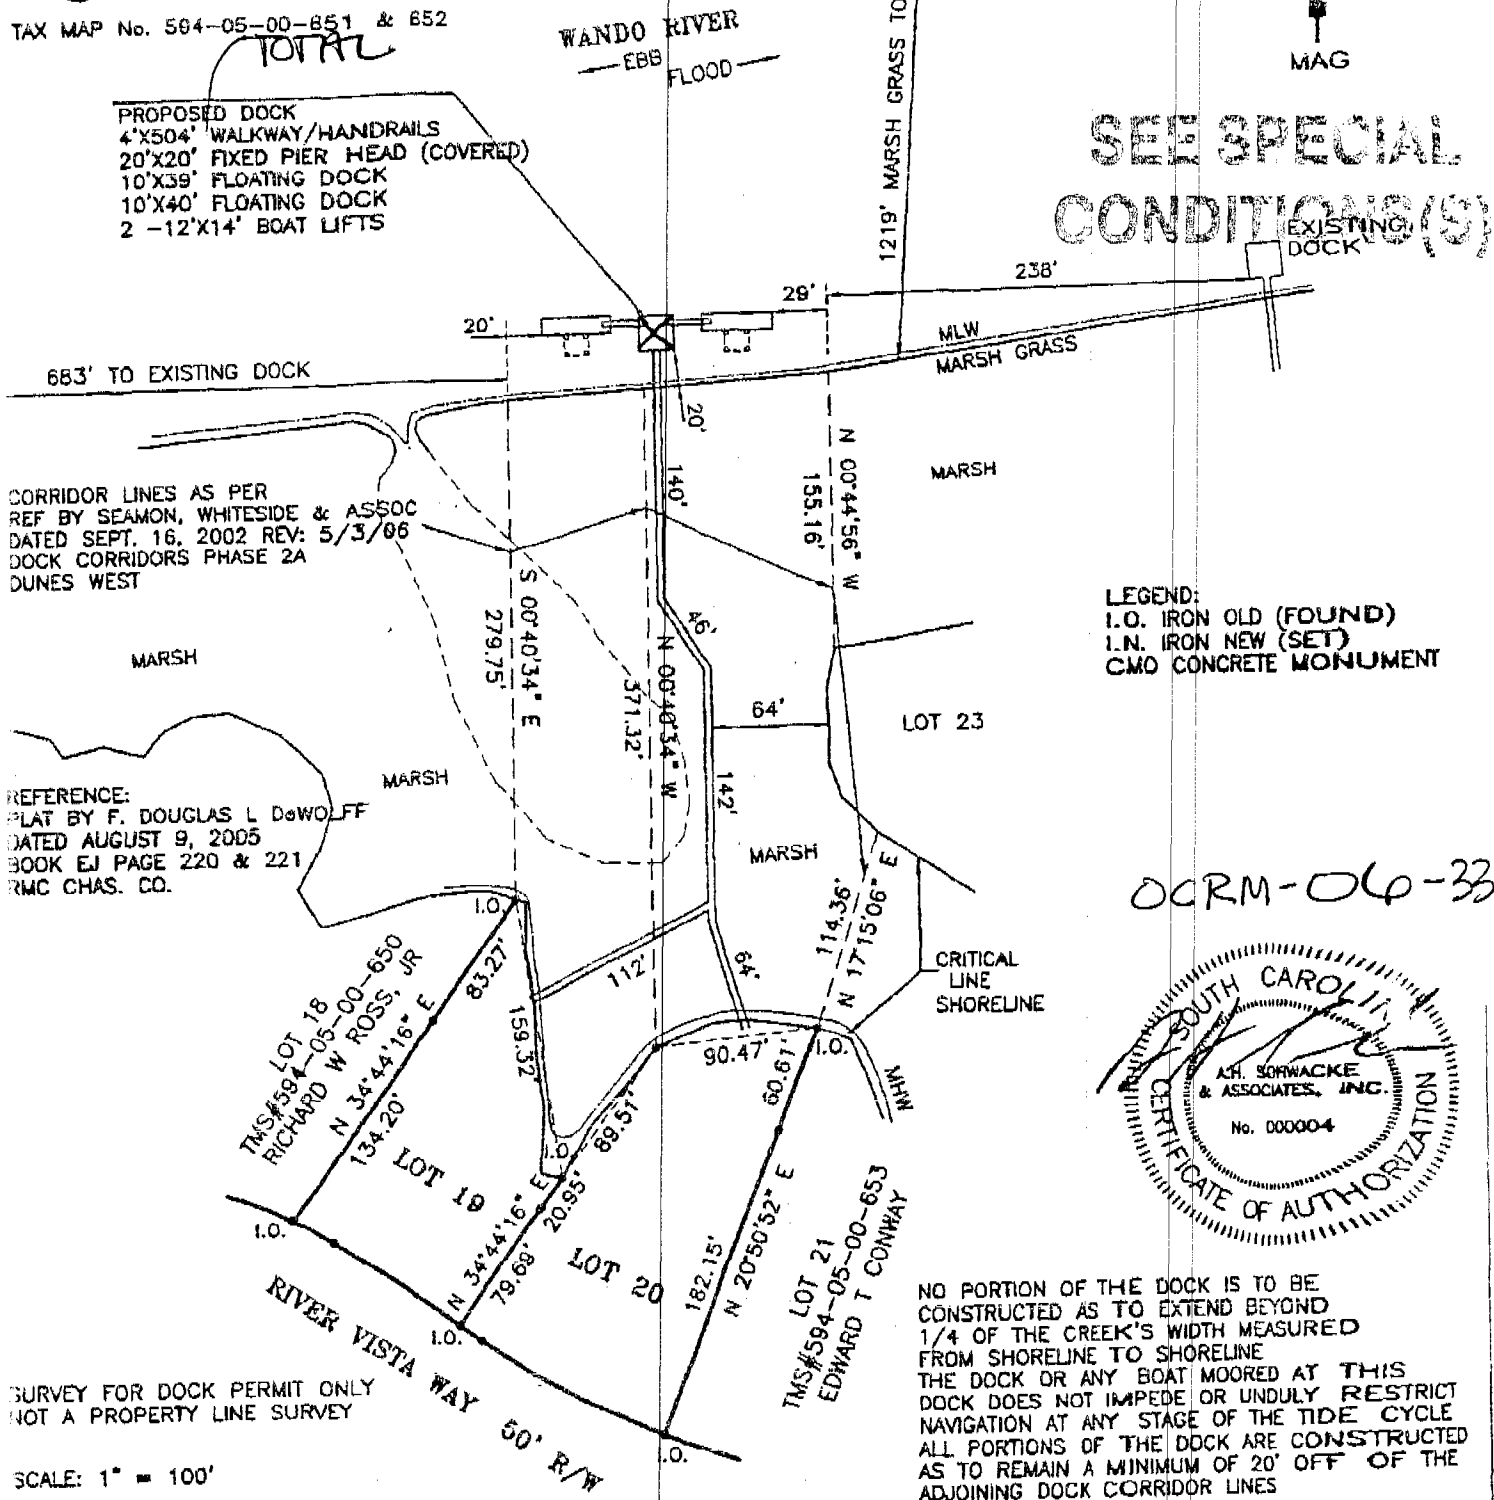 TAX MAP No. 594-05-00-651 & 652
TOTAL
WANDO RIVER
EBB
FLOOD
1219' MARSH GRASS TO
MAG
PROPOSED DOCK
4'X504' WALKWAY/HANDRAILS
20'X20' FIXED PIER HEAD (COVERED)
10'X39' FLOATING DOCK
10'X40' FLOATING DOCK
2 -12'X14' BOAT LIFTS
SEE SPECIAL
CONDITIONS(S)
EXISTING
DOCK
238'
29'
20'
MLW
MARSH GRASS
683' TO EXISTING DOCK
20'
140'
N 00°44'56" W
155.16'
MARSH
CORRIDOR LINES AS PER
REF BY SEAMON, WHITESIDE & ASSOC
DATED SEPT. 16, 2002 REV: 5/3/06
DOCK CORRIDORS PHASE 2A
DUNES WEST
S 00°40'34" E
279.75'
46'
N 00°40'34" W
371.32'
LEGEND:
I.O. IRON OLD (FOUND)
I.N. IRON NEW (SET)
CMO CONCRETE MONUMENT
MARSH
64'
LOT 23
MARSH
142'
REFERENCE:
PLAT BY F. DOUGLAS L DeWOLFF
DATED AUGUST 9, 2005
BOOK EJ PAGE 220 & 221
RMC CHAS. CO.
MARSH
114.36'
N 17°15'06" E
OCRM-06-33
I.O.
83.27'
112'
64'
CRITICAL
LINE
SHORELINE
LOT 18
TMS#594-05-00-650
RICHARD W ROSS, JR
N 34°44'16" E
134.20'
159.32'
90.47'
I.O.
60.61'
MHW
89.51'
SOUTH CAROLINA
A.H. SCHWACKE
& ASSOCIATES, INC.
No. 000004
CERTIFICATE OF AUTHORIZATION
LOT 19
I.O.
20.95'
N 34°44'16" E
79.69'
LOT 20
182.15'
N 20°50'52" E
LOT 21
TMS#594-05-00-653
EDWARD T CONWAY
I.O.
I.O.
I.O.
RIVER VISTA WAY 50' R/W
NO PORTION OF THE DOCK IS TO BE
CONSTRUCTED AS TO EXTEND BEYOND
1/4 OF THE CREEK'S WIDTH MEASURED
FROM SHORELINE TO SHORELINE
THE DOCK OR ANY BOAT MOORED AT THIS
DOCK DOES NOT IMPEDE OR UNDULY RESTRICT
NAVIGATION AT ANY STAGE OF THE TIDE CYCLE
ALL PORTIONS OF THE DOCK ARE CONSTRUCTED
AS TO REMAIN A MINIMUM OF 20' OFF OF THE
ADJOINING DOCK CORRIDOR LINES
SURVEY FOR DOCK PERMIT ONLY
NOT A PROPERTY LINE SURVEY
SCALE: 1" = 100'